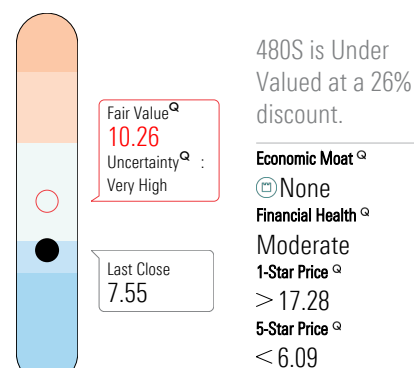 480S is Under
Valued at a 26%
discount.
Fair Value Q
10.26
Uncertainty Q :
Very High
Last Close
7.55
Economic Moat Q
None
Financial Health Q
Moderate
1-Star Price Q
> 17.28
5-Star Price Q
< 6.09